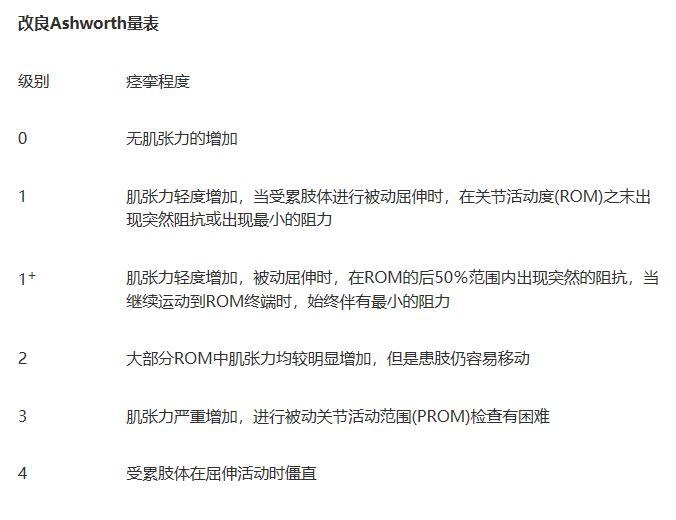 改良Ashworth量表
级别 痉挛程度
0 无肌张力的增加
1 肌张力轻度增加，当受累肢体进行被动屈伸时，在关节活动度(ROM)之末出
现突然阻抗或出现最小的阻力
1⁺ 肌张力轻度增加，被动屈伸时，在ROM的后50%范围内出现突然的阻抗，当
继续运动到ROM终端时，始终伴有最小的阻力
2 大部分ROM中肌张力均较明显增加，但是患肢仍容易移动
3 肌张力严重增加，进行被动关节活动范围(PROM)检查有困难
4 受累肢体在屈伸活动时僵直